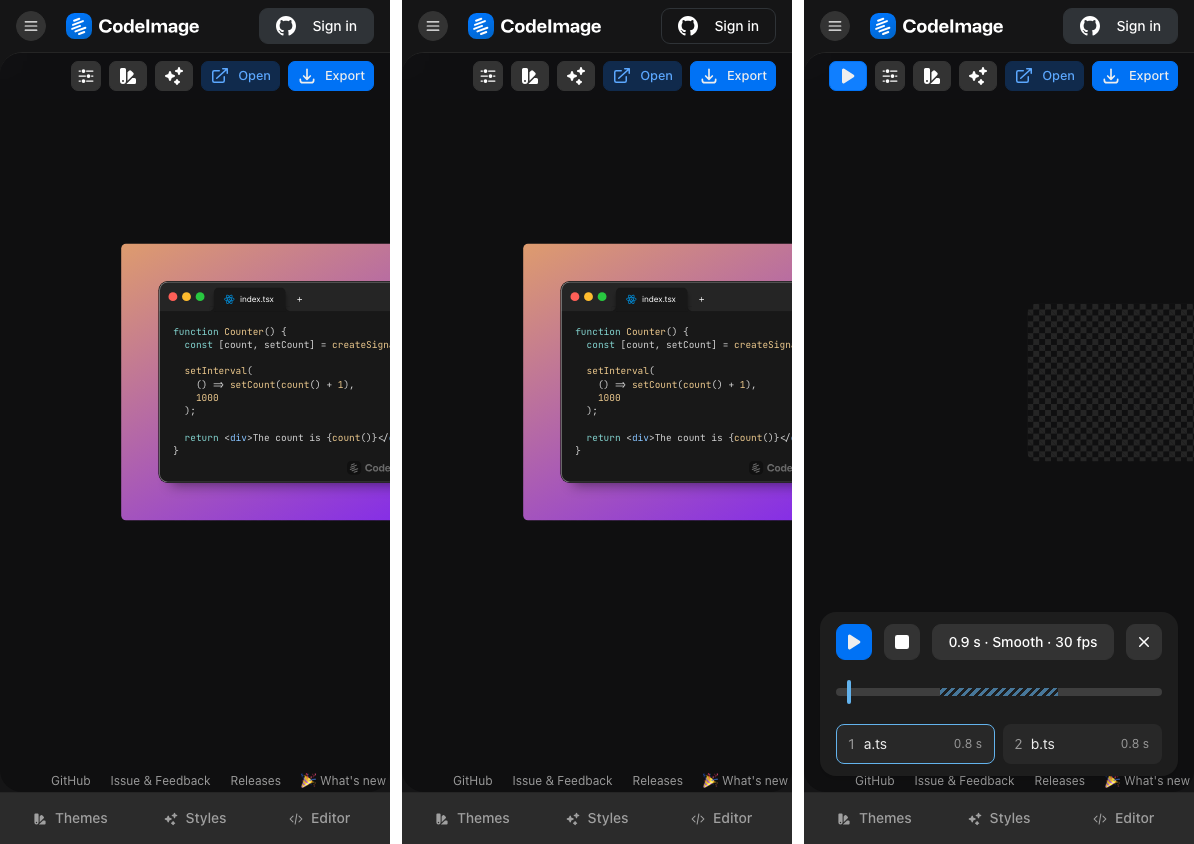 CodeImage Sign in
Open Export
index.tsx +
function Counter() {
const [count, setCount] = createSign
setInterval(
() => setCount(count() + 1),
1000
);
return <div>The count is {count()}</
}
Code
GitHub Issue & Feedback Releases 🎉 What's new
Themes Styles </> Editor
CodeImage Sign in
Open Export
index.tsx +
function Counter() {
const [count, setCount] = createSign
setInterval(
() => setCount(count() + 1),
1000
);
return <div>The count is {count()}</
}
Code
GitHub Issue & Feedback Releases 🎉 What's new
Themes Styles </> Editor
CodeImage Sign in
Open Export
0.9 s · Smooth · 30 fps
1 a.ts 0.8 s 2 b.ts 0.8 s
GitHub Issue & Feedback Releases 🎉 What's new
Themes Styles </> Editor